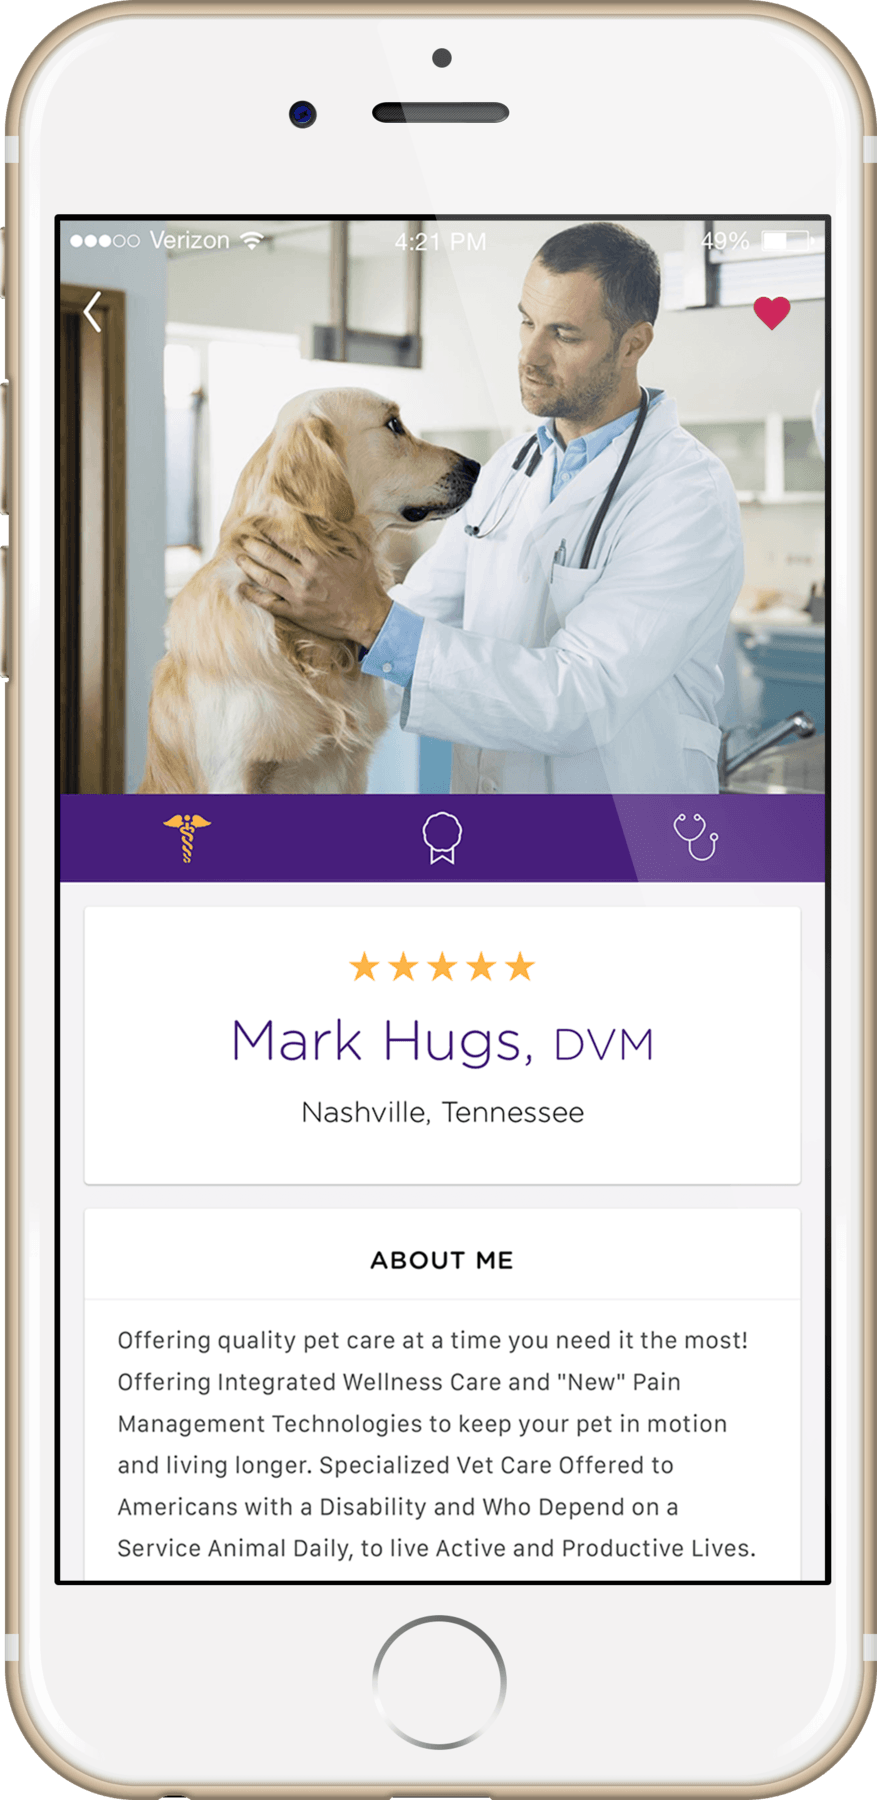 Verizon 4:21 PM 49%
Mark Hugs, DVM
Nashville, Tennessee
ABOUT ME
Offering quality pet care at a time you need it the most!
Offering Integrated Wellness Care and "New" Pain
Management Technologies to keep your pet in motion
and living longer. Specialized Vet Care Offered to
Americans with a Disability and Who Depend on a
Service Animal Daily, to live Active and Productive Lives.